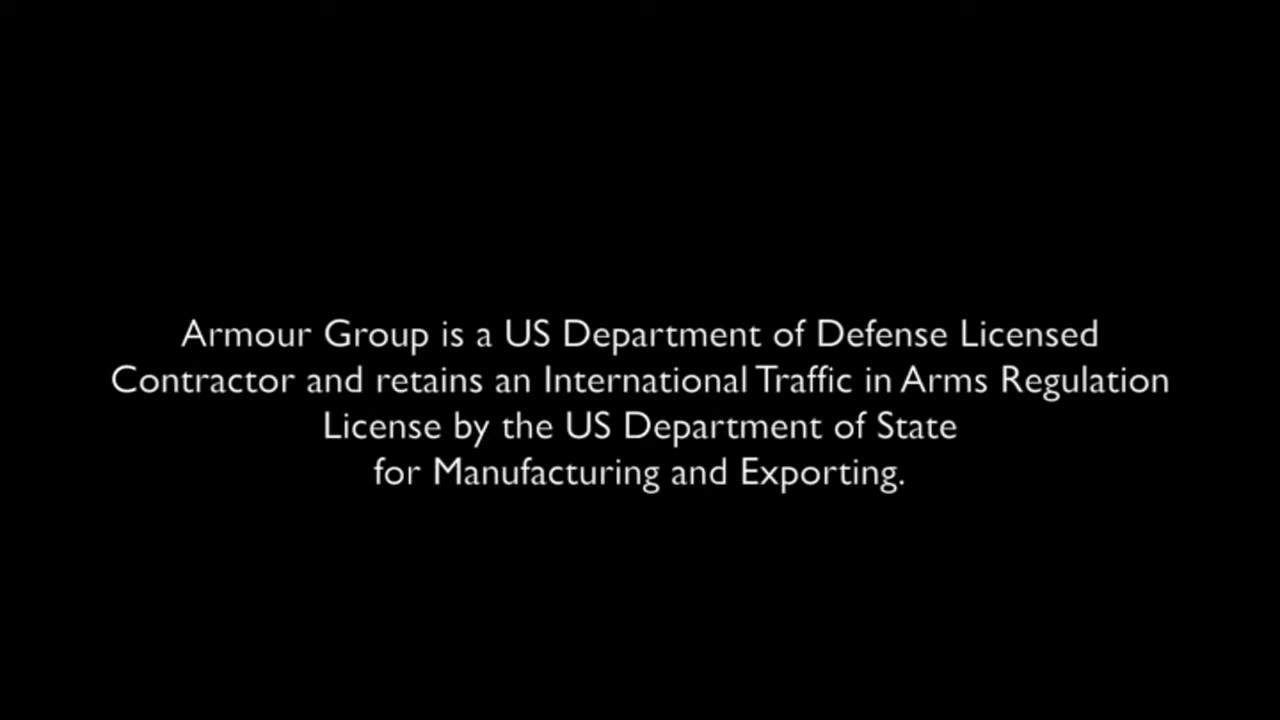 Armour Group is a US Department of Defense Licensed
Contractor and retains an International Traffic in Arms Regulation
License by the US Department of State
for Manufacturing and Exporting.